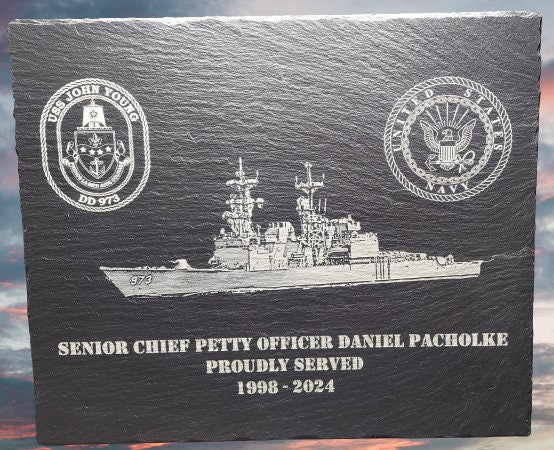 USS JOHN YOUNG
DD 973
UNITED STATES
NAVY
973
SENIOR CHIEF PETTY OFFICER DANIEL PACHOLKE
PROUDLY SERVED
1998 - 2024